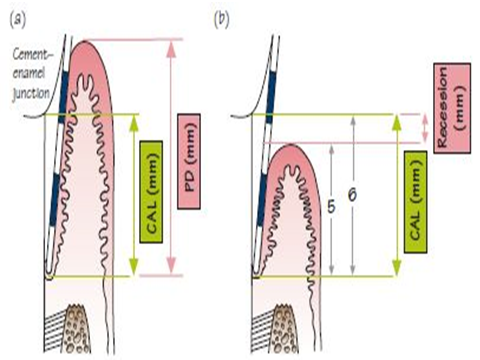 (a)
Cement–
enamel
junction
CAL (mm)
PD (mm)
(b)
5
6
CAL (mm)
Recession
(mm)